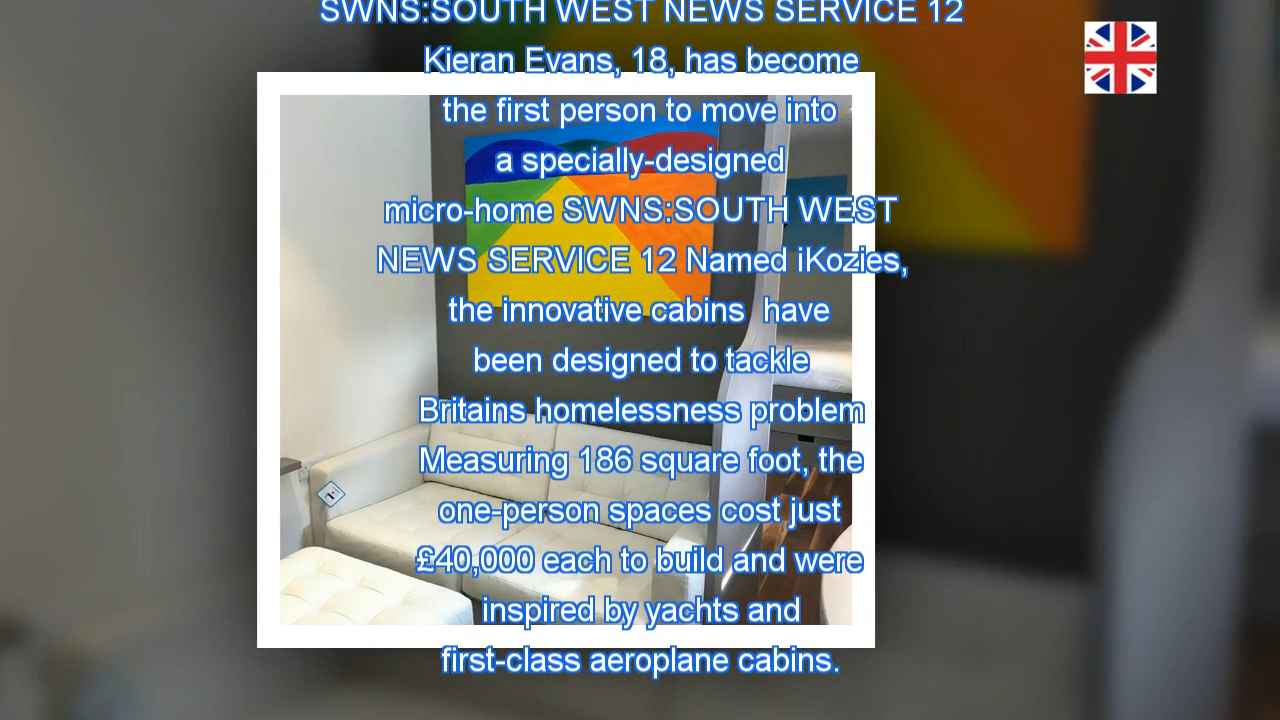 SWNS:SOUTH WEST NEWS SERVICE 12
Kieran Evans, 18, has become
the first person to move into
a specially-designed
micro-home SWNS:SOUTH WEST
NEWS SERVICE 12 Named iKozies,
the innovative cabins  have
been designed to tackle
Britains homelessness problem
Measuring 186 square foot, the
one-person spaces cost just
£40,000 each to build and were
inspired by yachts and
first-class aeroplane cabins.